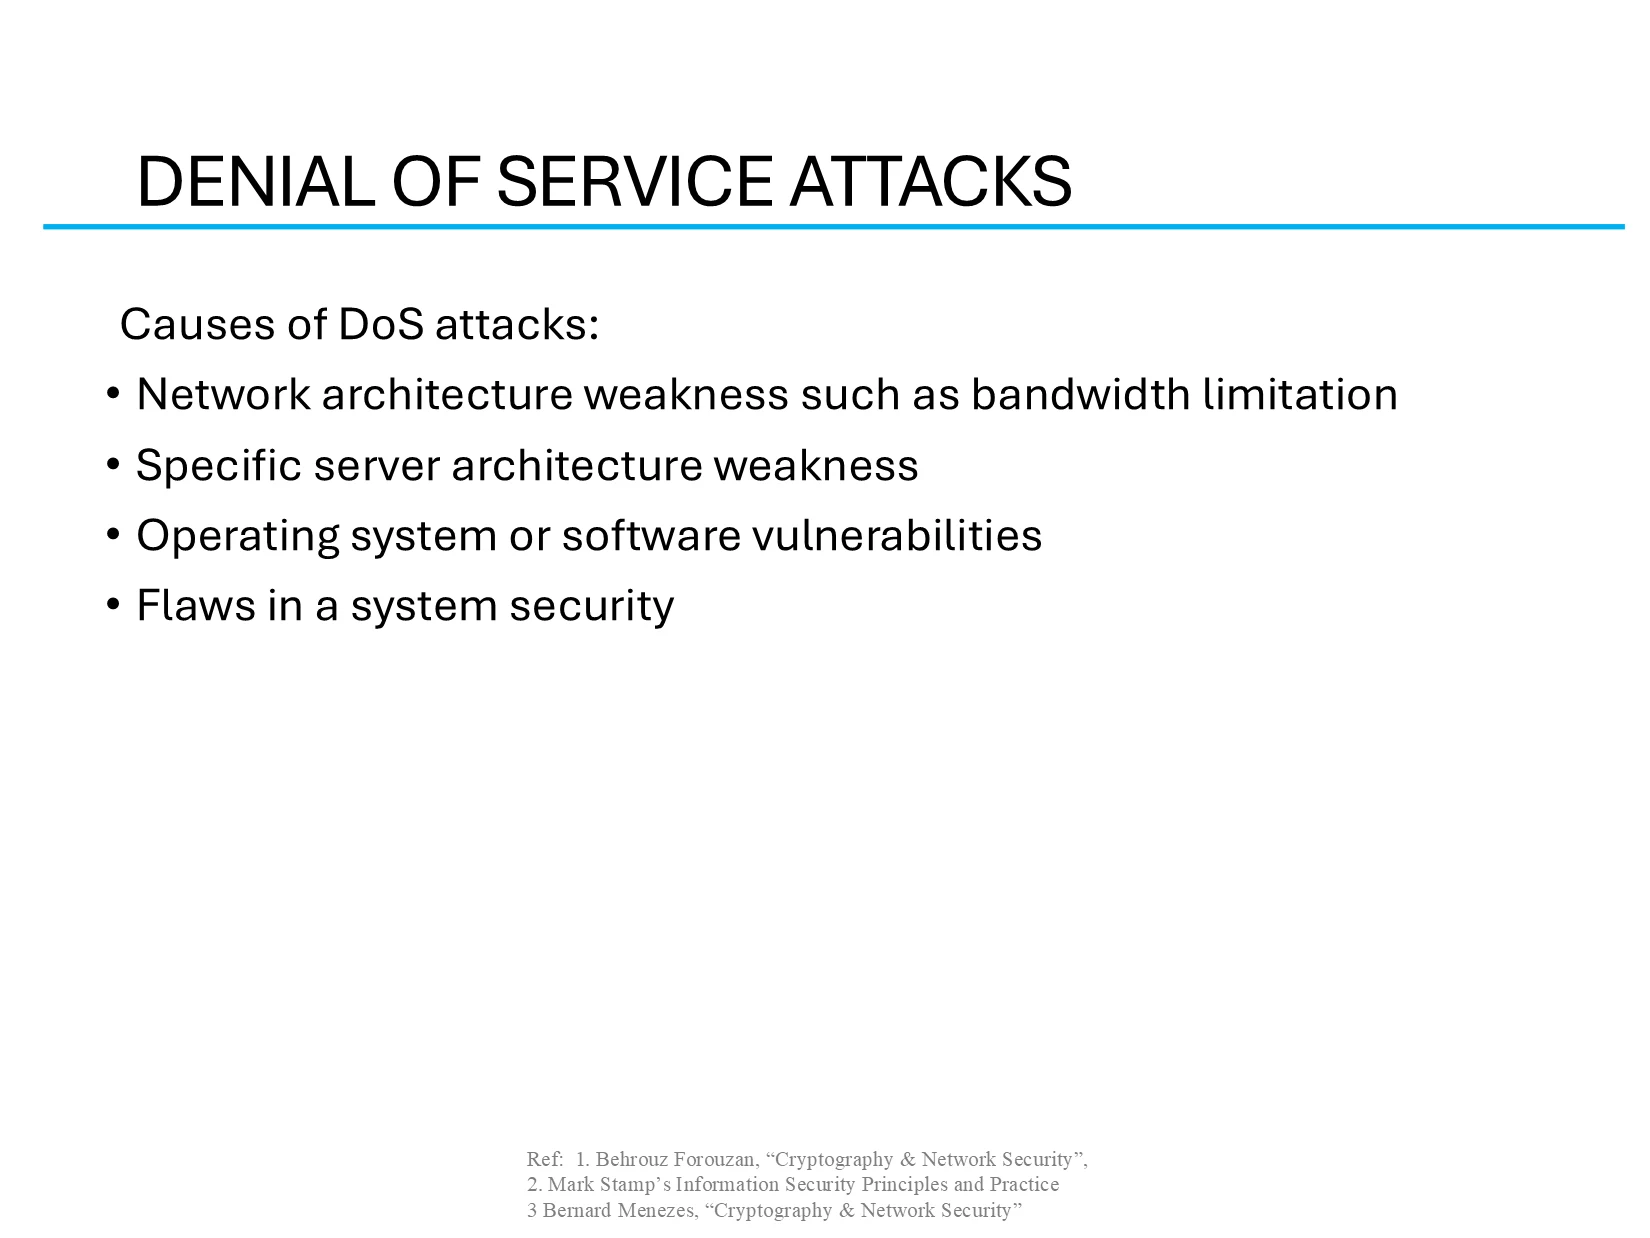 DENIAL OF SERVICE ATTACKS
Causes of DoS attacks:
• Network architecture weakness such as bandwidth limitation
• Specific server architecture weakness
• Operating system or software vulnerabilities
• Flaws in a system security
Ref:  1. Behrouz Forouzan, “Cryptography & Network Security”,
2. Mark Stamp’s Information Security Principles and Practice
3 Bernard Menezes, “Cryptography & Network Security”